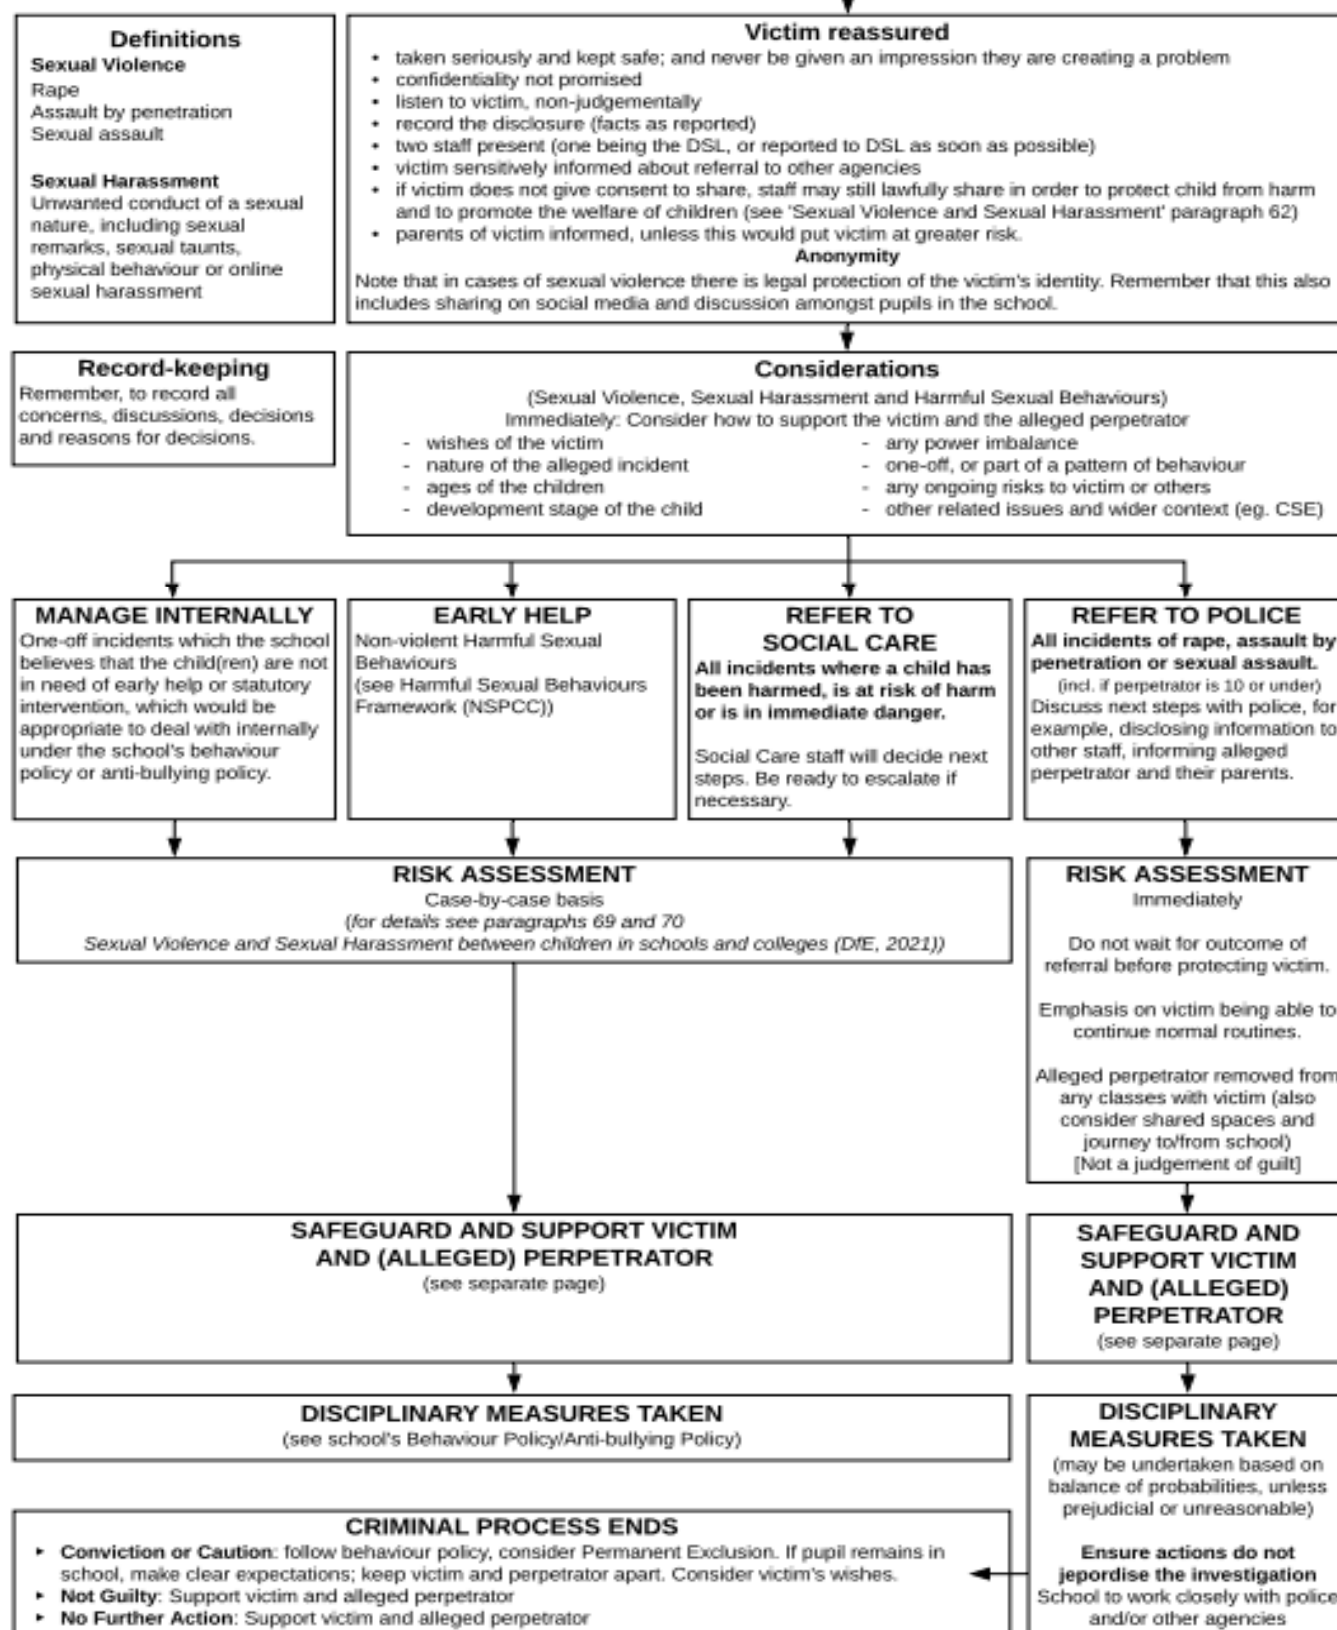 Definitions
Sexual Violence
Rape
Assault by penetration
Sexual assault
Sexual Harassment
Unwanted conduct of a sexual
nature, including sexual
remarks, sexual taunts,
physical behaviour or online
sexual harassment
Victim reassured
• taken seriously and kept safe; and never be given an impression they are creating a problem
• confidentiality not promised
• listen to victim, non-judgementally
• record the disclosure (facts as reported)
• two staff present (one being the DSL, or reported to DSL as soon as possible)
• victim sensitively informed about referral to other agencies
• if victim does not give consent to share, staff may still lawfully share in order to protect child from harm
and to promote the welfare of children (see 'Sexual Violence and Sexual Harassment' paragraph 62)
• parents of victim informed, unless this would put victim at greater risk.
Anonymity
Note that in cases of sexual violence there is legal protection of the victim's identity. Remember that this also
includes sharing on social media and discussion amongst pupils in the school.
Record-keeping
Remember, to record all
concerns, discussions, decisions
and reasons for decisions.
Considerations
(Sexual Violence, Sexual Harassment and Harmful Sexual Behaviours)
Immediately: Consider how to support the victim and the alleged perpetrator
- wishes of the victim
- nature of the alleged incident
- ages of the children
- development stage of the child
- any power imbalance
- one-off, or part of a pattern of behaviour
- any ongoing risks to victim or others
- other related issues and wider context (eg. CSE)
MANAGE INTERNALLY
One-off incidents which the school
believes that the child(ren) are not
in need of early help or statutory
intervention, which would be
appropriate to deal with internally
under the school's behaviour
policy or anti-bullying policy.
EARLY HELP
Non-violent Harmful Sexual
Behaviours
(see Harmful Sexual Behaviours
Framework (NSPCC))
REFER TO
SOCIAL CARE
All incidents where a child has
been harmed, is at risk of harm
or is in immediate danger.
Social Care staff will decide next
steps. Be ready to escalate if
necessary.
REFER TO POLICE
All incidents of rape, assault by
penetration or sexual assault.
(incl. if perpetrator is 10 or under)
Discuss next steps with police, for
example, disclosing information to
other staff, informing alleged
perpetrator and their parents.
RISK ASSESSMENT
Case-by-case basis
(for details see paragraphs 69 and 70
Sexual Violence and Sexual Harassment between children in schools and colleges (DfE, 2021))
RISK ASSESSMENT
Immediately
Do not wait for outcome of
referral before protecting victim.
Emphasis on victim being able to
continue normal routines.
Alleged perpetrator removed from
any classes with victim (also
consider shared spaces and
journey to/from school)
[Not a judgement of guilt]
SAFEGUARD AND SUPPORT VICTIM
AND (ALLEGED) PERPETRATOR
(see separate page)
SAFEGUARD AND
SUPPORT VICTIM
AND (ALLEGED)
PERPETRATOR
(see separate page)
DISCIPLINARY MEASURES TAKEN
(see school's Behaviour Policy/Anti-bullying Policy)
DISCIPLINARY
MEASURES TAKEN
(may be undertaken based on
balance of probabilities, unless
prejudicial or unreasonable)
Ensure actions do not
jepordise the investigation
School to work closely with police
and/or other agencies
CRIMINAL PROCESS ENDS
‣ Conviction or Caution: follow behaviour policy, consider Permanent Exclusion. If pupil remains in
school, make clear expectations; keep victim and perpetrator apart. Consider victim's wishes.
‣ Not Guilty: Support victim and alleged perpetrator
‣ No Further Action: Support victim and alleged perpetrator